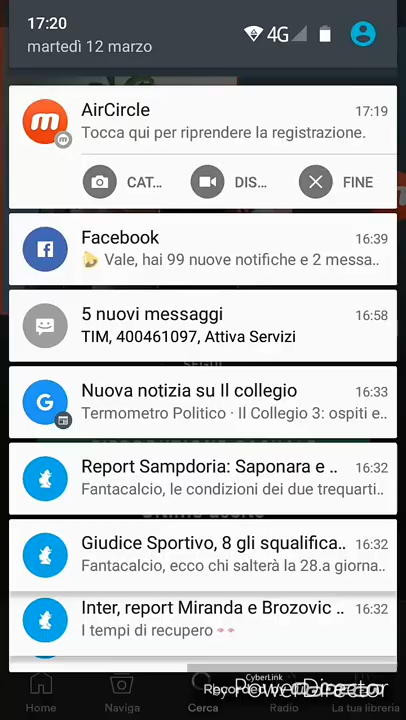 17:20
martedì 12 marzo
4G
AirCircle 17:19
Tocca qui per riprendere la registrazione.
CAT... DIS... FINE
Facebook 16:39
Vale, hai 99 nuove notifiche e 2 messa..
5 nuovi messaggi 16:58
TIM, 400461097, Attiva Servizi
Nuova notizia su Il collegio 16:33
Termometro Politico · Il Collegio 3: ospiti e..
Report Sampdoria: Saponara e .. 16:32
Fantacalcio, le condizioni dei due trequarti..
Giudice Sportivo, 8 gli squalifica.. 16:32
Fantacalcio, ecco chi salterà la 28.a giorna..
Inter, report Miranda e Brozovic .. 16:32
I tempi di recupero
CyberLink
PowerDirector
Recorded by
Home Naviga Cerca Radio La tua libreria